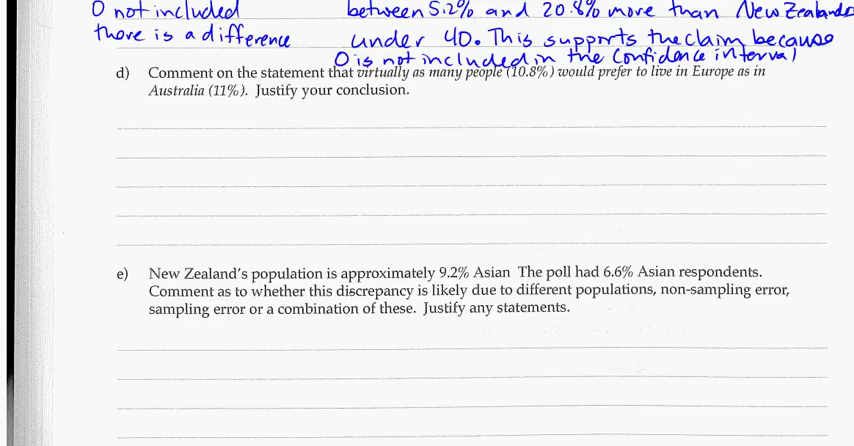 0 not included between 5.2% and 20.8% more than New Zealanders
there is a difference under 40. This supports the claim because
0 is not included in the Confidence interval
d) Comment on the statement that virtually as many people (10.8%) would prefer to live in Europe as in
Australia (11%). Justify your conclusion.
e) New Zealand's population is approximately 9.2% Asian The poll had 6.6% Asian respondents.
Comment as to whether this discrepancy is likely due to different populations, non-sampling error,
sampling error or a combination of these. Justify any statements.